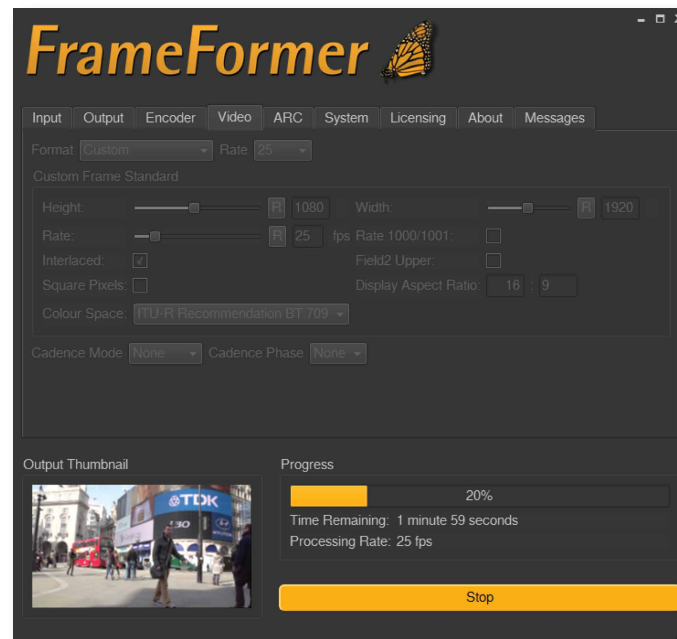 FrameFormer
Input Output Encoder Video ARC System Licensing About Messages
Format Custom Rate 25
Custom Frame Standard
Height: R 1080 Width: R 1920
Rate: R 25 fps Rate 1000/1001:
Interlaced: Field2 Upper:
Square Pixels: Display Aspect Ratio: 16 : 9
Colour Space: ITU-R Recommendation BT.709
Cadence Mode None Cadence Phase None
Output Thumbnail Progress
TDK
20%
Time Remaining: 1 minute 59 seconds
Processing Rate: 25 fps
Stop